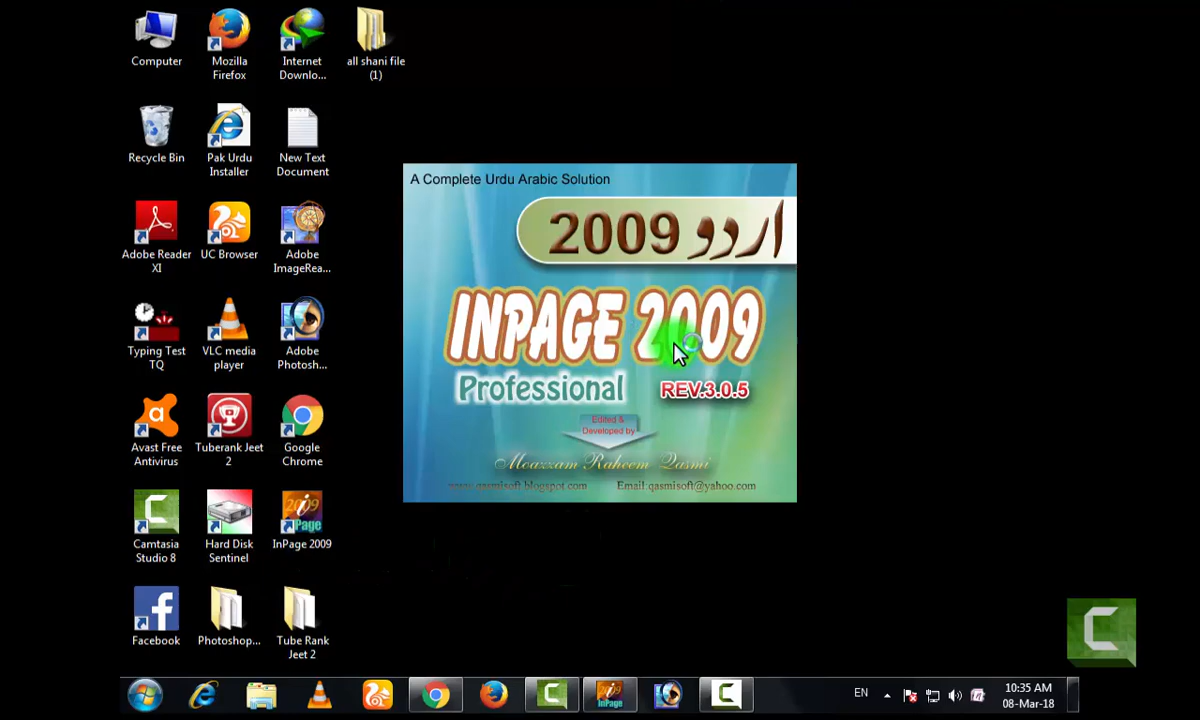 Computer
Mozilla
Firefox
Internet
Downlo...
all shani file
(1)
Recycle Bin
Pak Urdu
Installer
New Text
Document
Adobe Reader
XI
UC Browser
Adobe
ImageRea...
Typing Test
TQ
VLC media
player
Adobe
Photosh...
Avast Free
Antivirus
Tuberank Jeet
2
Google
Chrome
Camtasia
Studio 8
Hard Disk
Sentinel
InPage 2009
Facebook
Photoshop...
Tube Rank
Jeet 2
A Complete Urdu Arabic Solution
اردو 2009
INPAGE 2009
Professional
REV.3.0.5
Edited &
Developed by
Moazzam Raheem Qasmi
www.qasmisoft.blogspot.com
Email:qasmisoft@yahoo.com
EN
10:35 AM
08-Mar-18